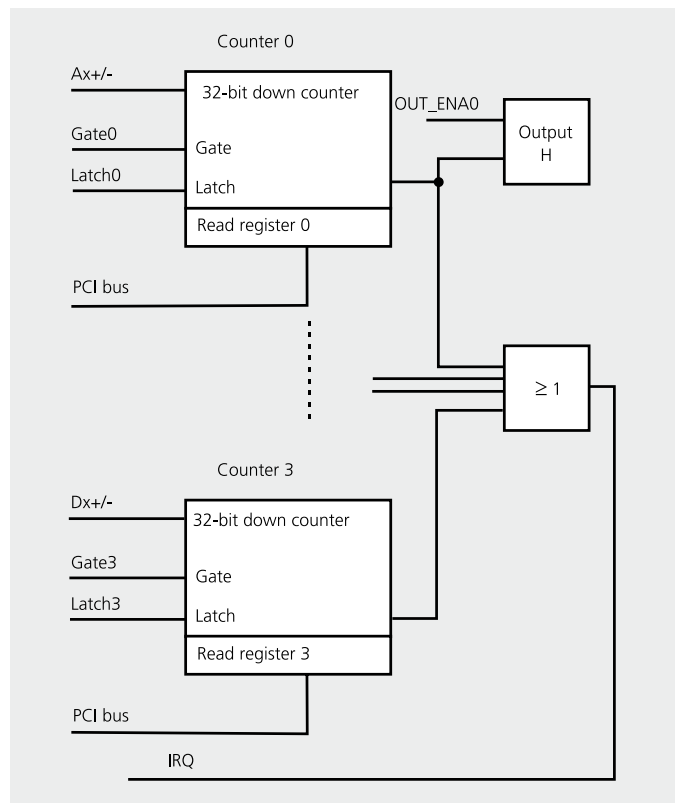 Counter 0
Ax+/-
32-bit down counter
OUT_ENA0
Output
H
Gate0
Gate
Latch0
Latch
Read register 0
PCI bus
≥ 1
Counter 3
Dx+/-
32-bit down counter
Gate3
Gate
Latch3
Latch
Read register 3
PCI bus
IRQ